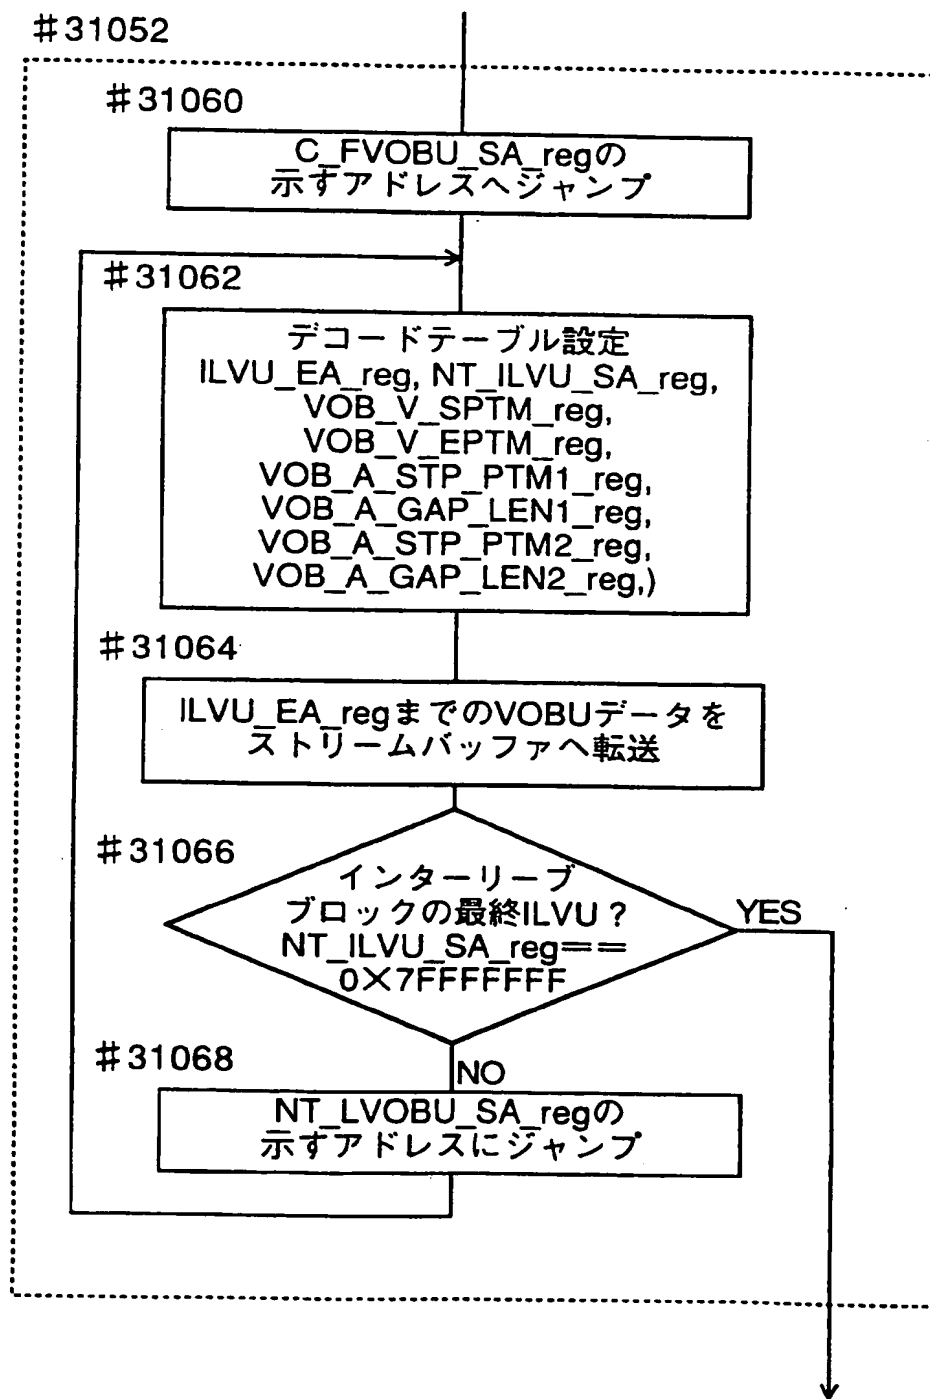 #31052
#31060
C_FVOBU_SA_regの
示すアドレスへジャンプ
#31062
デコードテーブル設定
ILVU_EA_reg, NT_ILVU_SA_reg,
VOB_V_SPTM_reg,
VOB_V_EPTM_reg,
VOB_A_STP_PTM1_reg,
VOB_A_GAP_LEN1_reg,
VOB_A_STP_PTM2_reg,
VOB_A_GAP_LEN2_reg,)
#31064
ILVU_EA_regまでのVOBUデータを
ストリームバッファへ転送
#31066
インターリーブ
ブロックの最終ILVU？
NT_ILVU_SA_reg==
0X7FFFFFFF
YES
#31068
NO
NT_LVOBU_SA_regの
示すアドレスにジャンプ